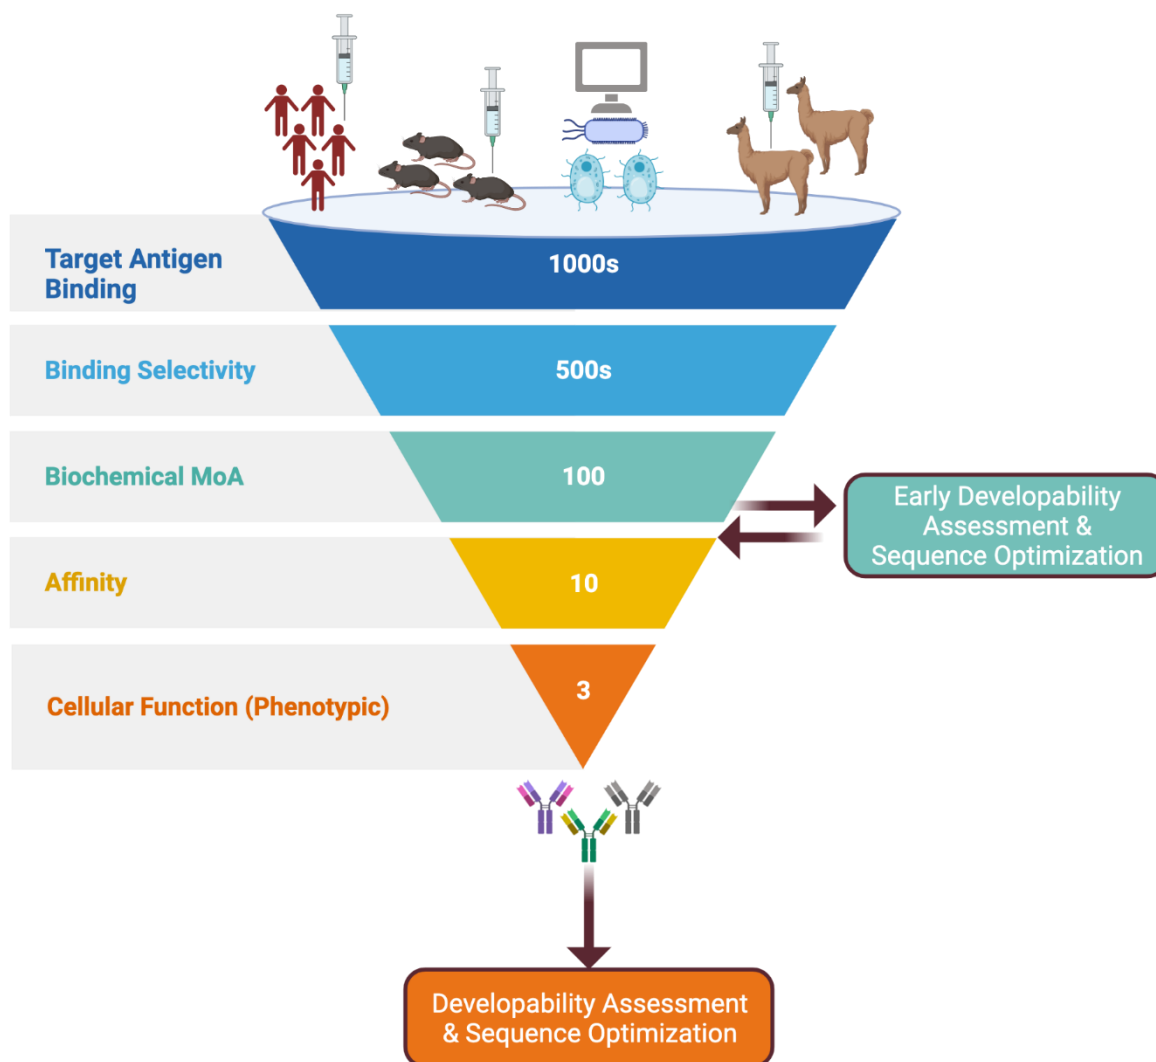 Target Antigen
Binding
1000s
Binding Selectivity
500s
Biochemical MoA
100
Early Developability
Assessment &
Sequence Optimization
Affinity
10
Cellular Function (Phenotypic)
3
Developability Assessment
& Sequence Optimization